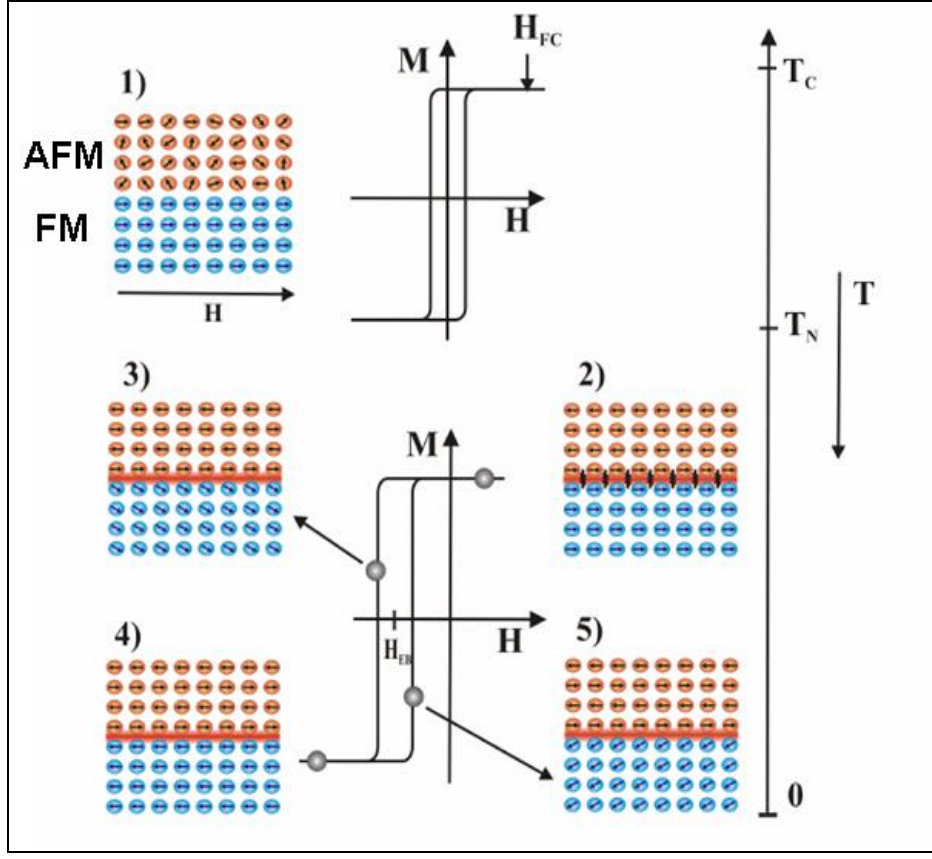 1)
AFM
FM
H
M
H_FC
H
T_C
T_N
T
3)
2)
M
H_EB
H
4)
5)
0